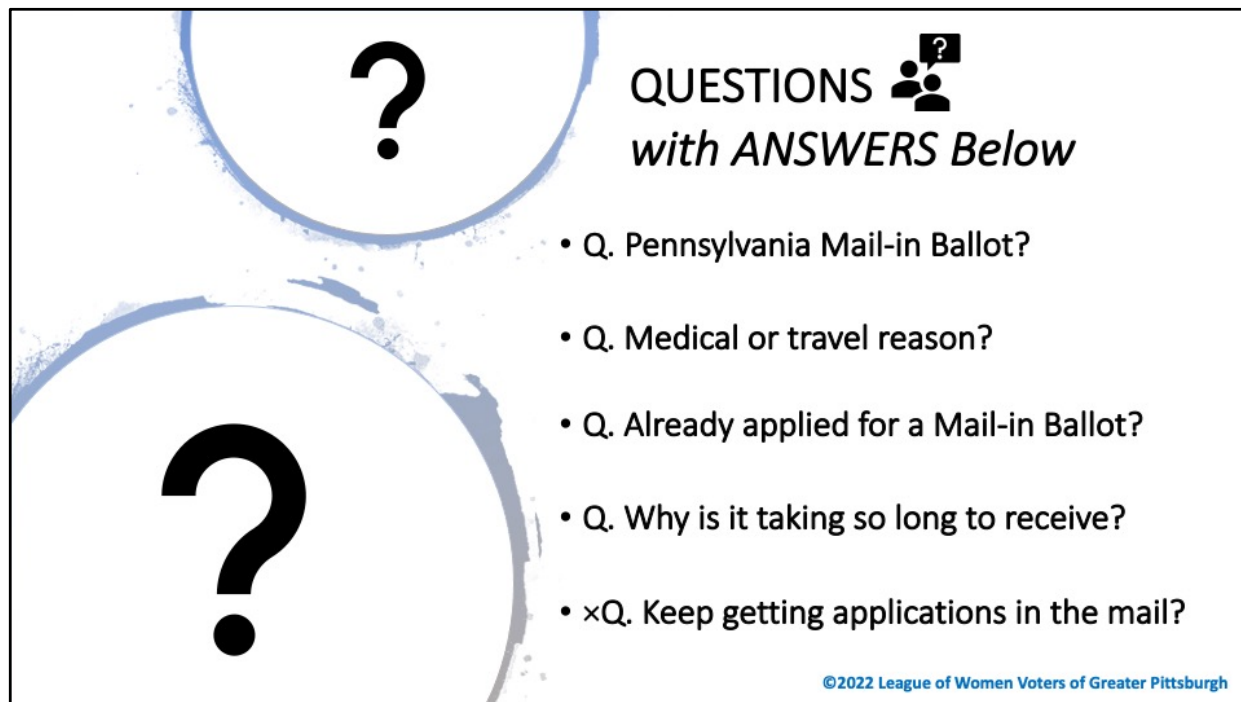 QUESTIONS
with ANSWERS Below
• Q. Pennsylvania Mail-in Ballot?
• Q. Medical or travel reason?
• Q. Already applied for a Mail-in Ballot?
• Q. Why is it taking so long to receive?
• ×Q. Keep getting applications in the mail?
©2022 League of Women Voters of Greater Pittsburgh